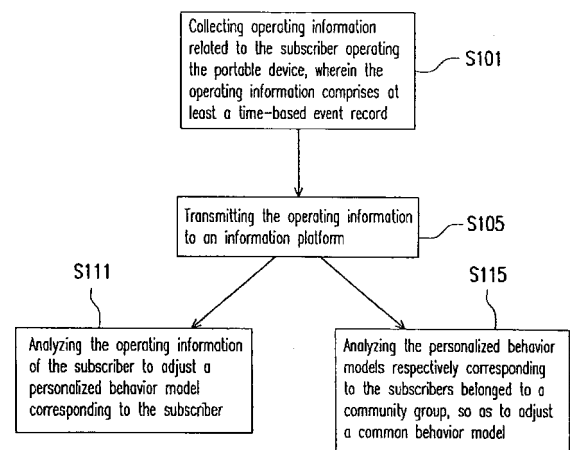 Collecting operating information
related to the subscriber operating
the portable device, wherein the
operating information comprises at
least a time-based event record
S101
Transmitting the operating information
to an information platform
S105
S111
Analyzing the operating information
of the subscriber to adjust a
personalized behavior model
corresponding to the subscriber
S115
Analyzing the personalized behavior
models respectively corresponding
to the subscribers belonged to a
community group, so as to adjust
a common behavior model